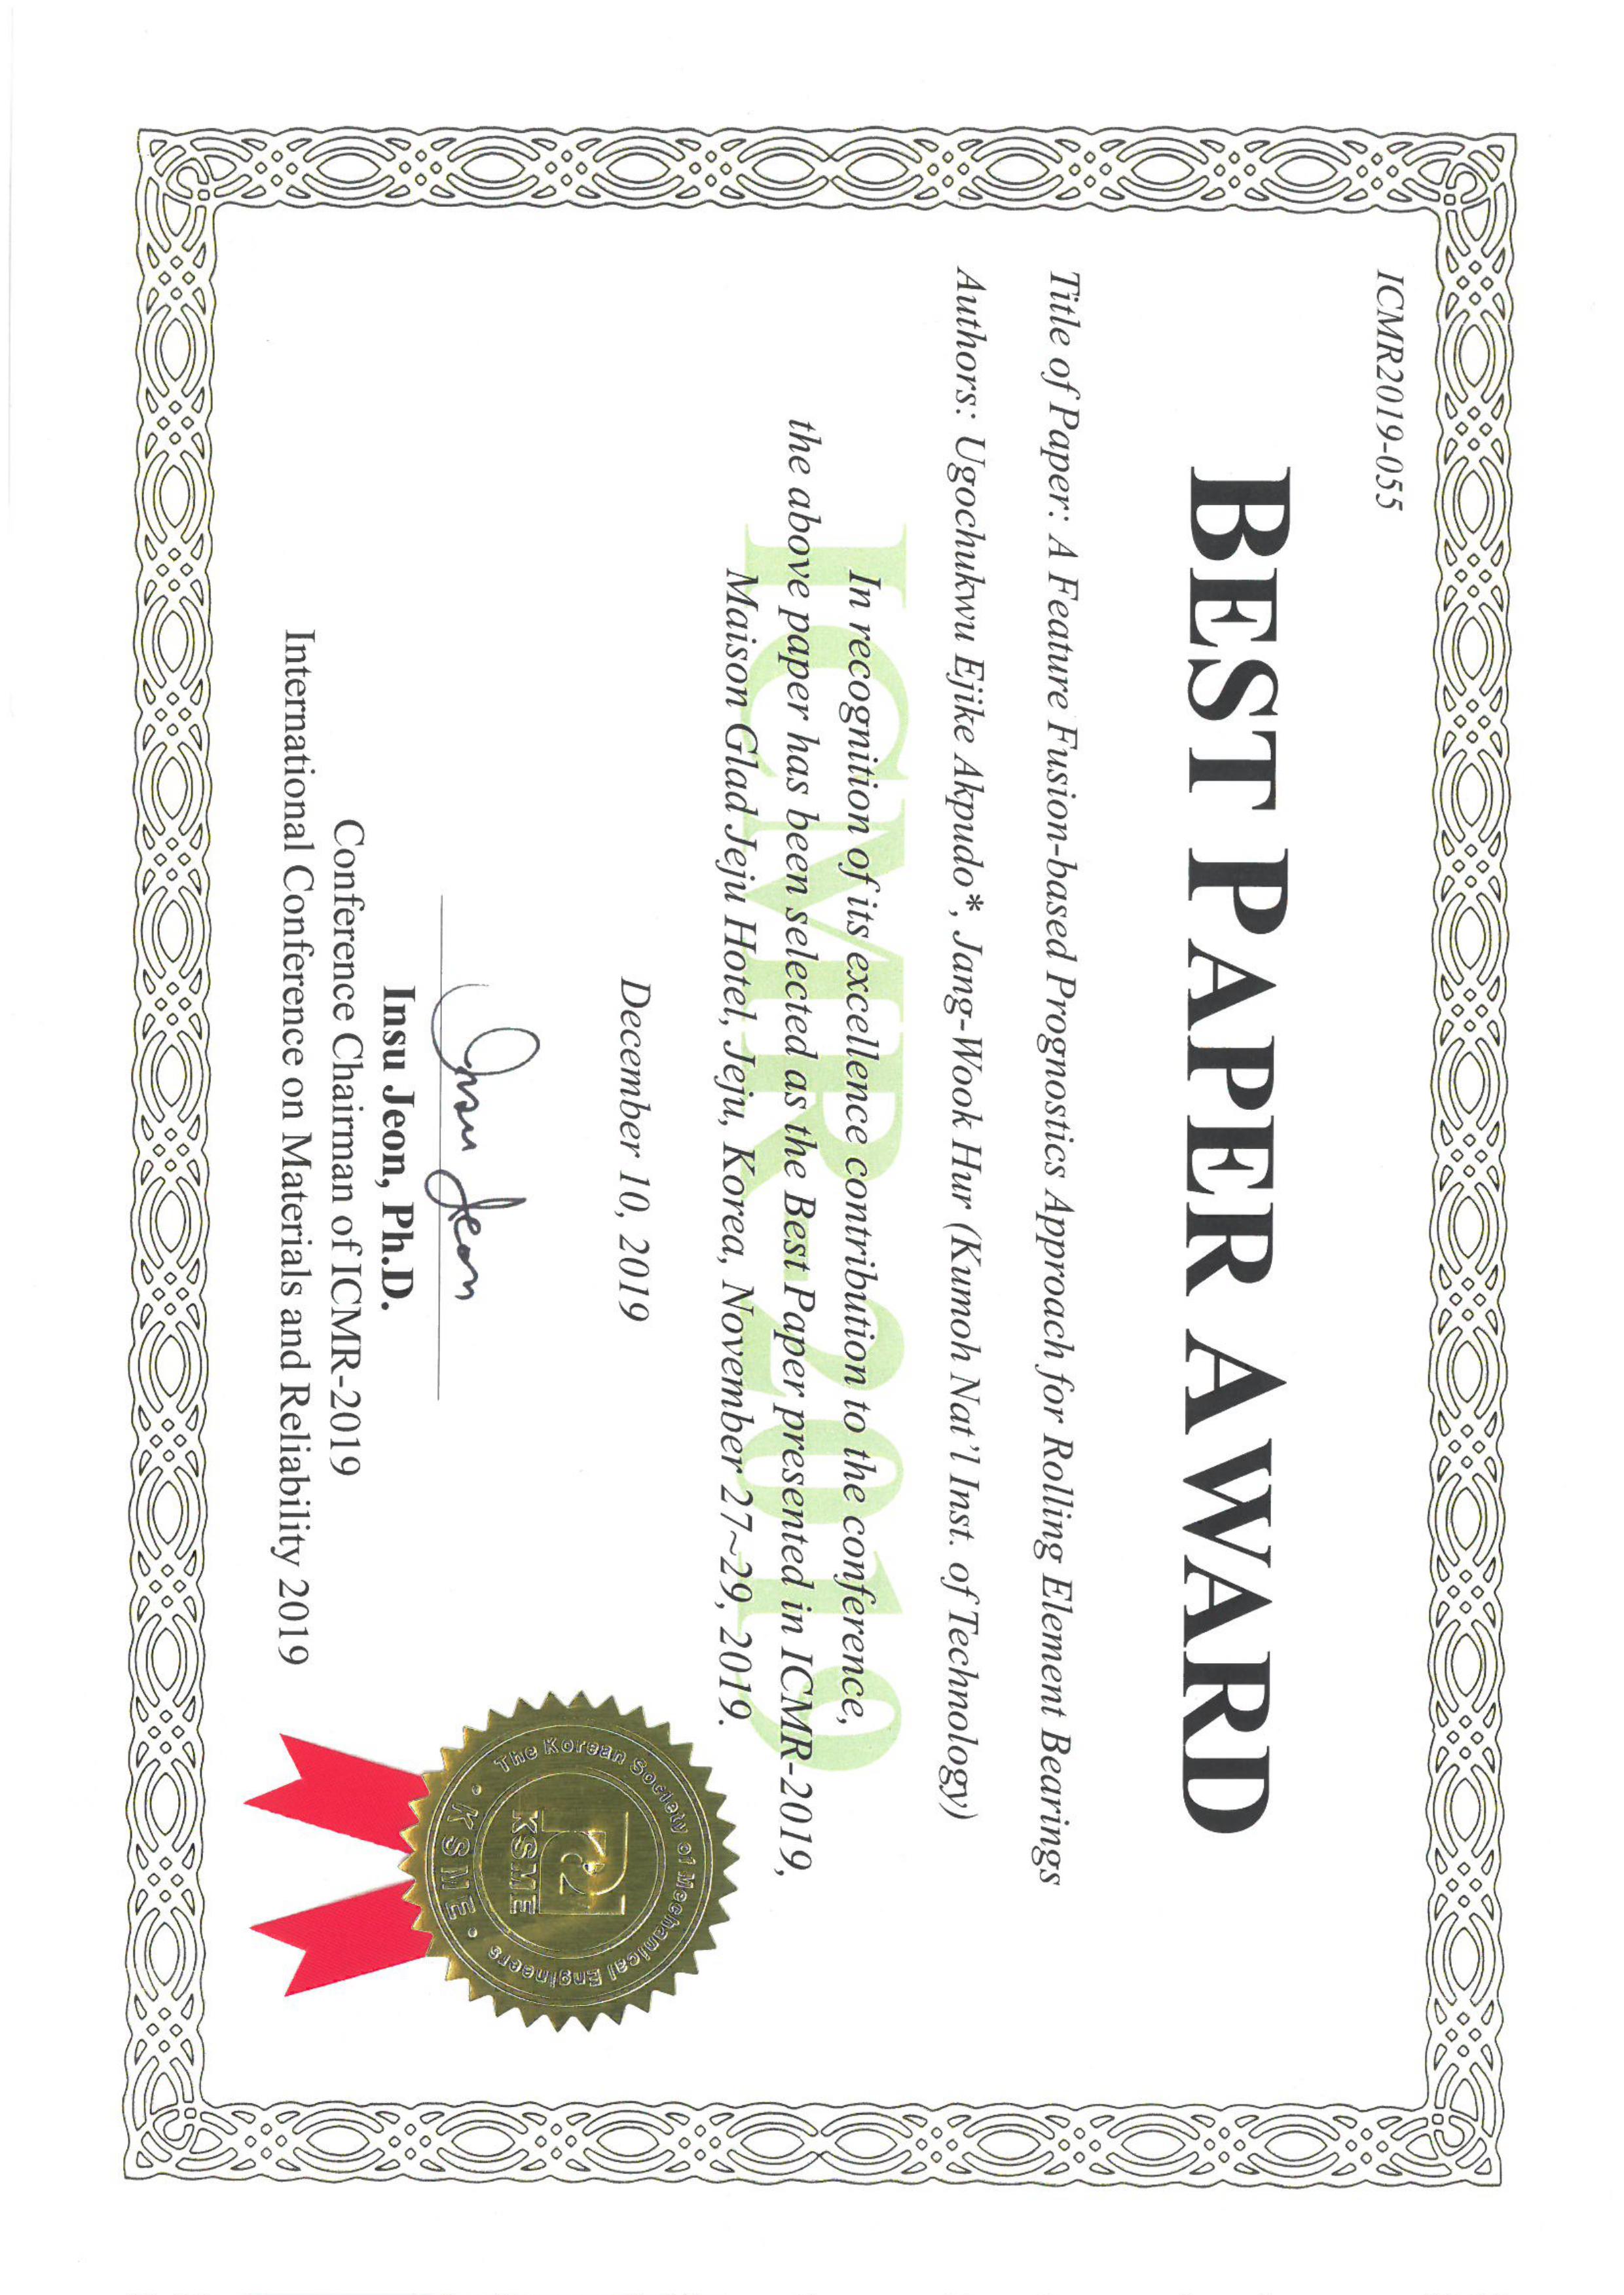 ICMR2019-055
BEST PAPER AWARD
Title of Paper: A Feature Fusion-based Prognostics Approach for Rolling Element Bearings
Authors: Ugochukwu Ejike Akpudo*, Jang-Wook Hur (Kumoh Nat'l Inst. of Technology)
ICMR-2019
In recognition of its excellence contribution to the conference,
the above paper has been selected as the Best Paper presented in ICMR-2019,
Maison Glad Jeju Hotel, Jeju, Korea, November 27~29, 2019.
December 10, 2019
The Korean Society of Mechanical Engineers
KSME
• KSME •
Insu Jeon
Insu Jeon, Ph.D.
Conference Chairman of ICMR-2019
International Conference on Materials and Reliability 2019